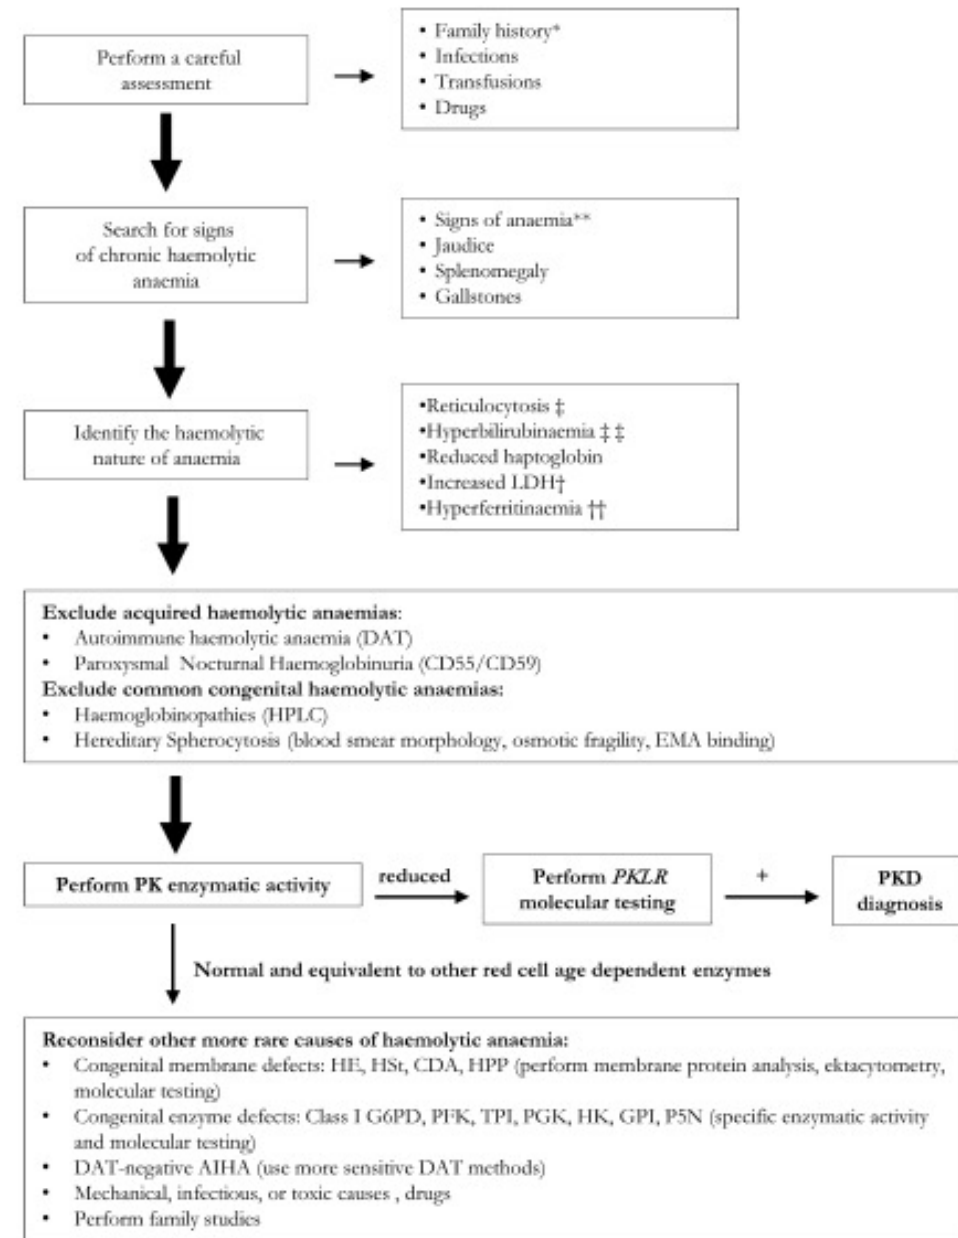 Perform a careful
assessment
• Family history*
• Infections
• Transfusions
• Drugs
Search for signs
of chronic haemolytic
anaemia
• Signs of anaemia**
• Jaudice
• Splenomegaly
• Gallstones
Identify the haemolytic
nature of anaemia
•Reticulocytosis ‡
•Hyperbilirubinaemia ‡ ‡
•Reduced haptoglobin
•Increased LDH†
•Hyperferritinaemia ††
Exclude acquired haemolytic anaemias:
• Autoimmune haemolytic anaemia (DAT)
• Paroxysmal Nocturnal Haemoglobinuria (CD55/CD59)
Exclude common congenital haemolytic anaemias:
• Haemoglobinopathies (HPLC)
• Hereditary Spherocytosis (blood smear morphology, osmotic fragility, EMA binding)
Perform PK enzymatic activity
reduced
Perform PKLR
molecular testing
+
PKD
diagnosis
Normal and equivalent to other red cell age dependent enzymes
Reconsider other more rare causes of haemolytic anaemia:
• Congenital membrane defects: HE, HSt, CDA, HPP (perform membrane protein analysis, ektacytometry,
molecular testing)
• Congenital enzyme defects: Class I G6PD, PFK, TPI, PGK, HK, GPI, P5N (specific enzymatic activity
and molecular testing)
• DAT-negative AIHA (use more sensitive DAT methods)
• Mechanical, infectious, or toxic causes , drugs
• Perform family studies